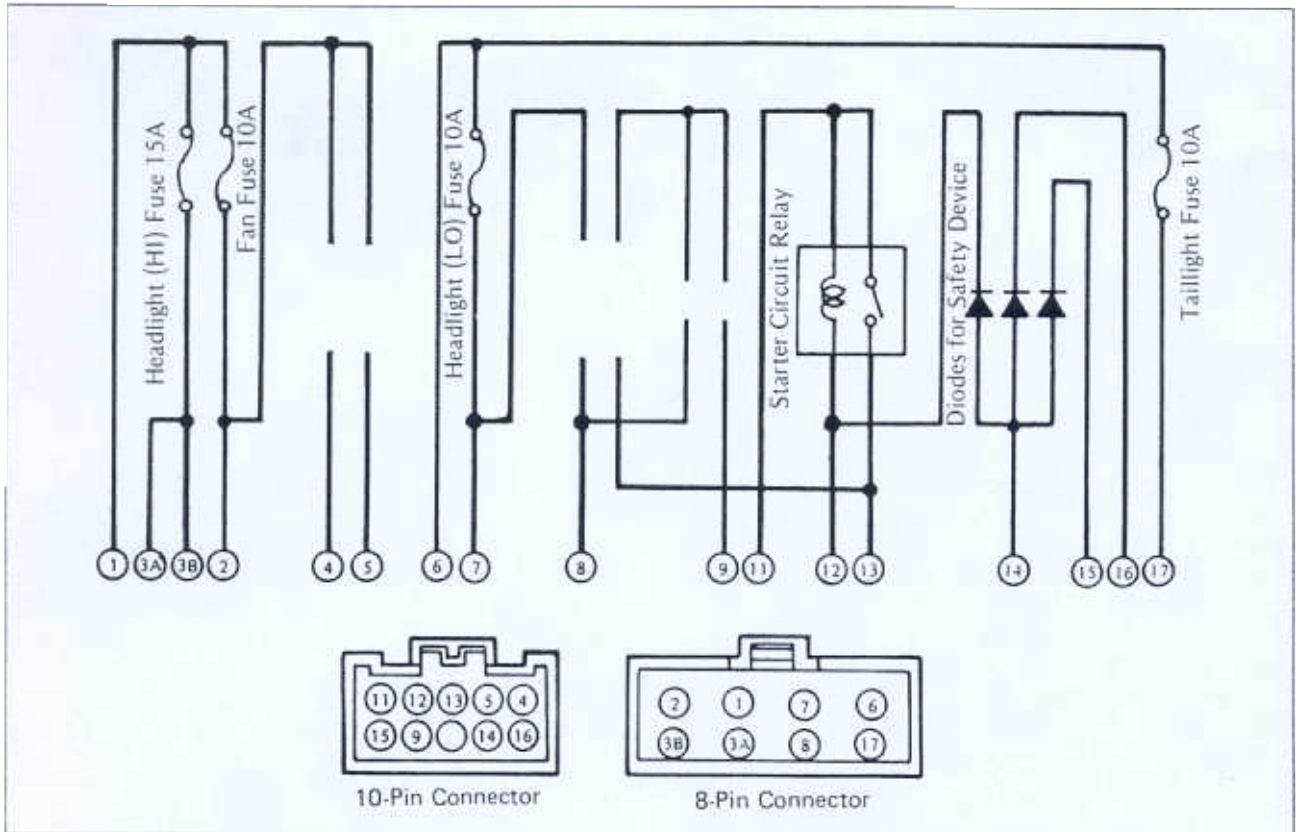 Headlight (HI) Fuse 15A
Fan Fuse 10A
Headlight (LO) Fuse 10A
Starter Circuit Relay
Diodes for Safety Device
Taillight Fuse 10A
1 3A 3B 2 4 5 6 7 8 9 11 12 13 14 15 16 17
11 12 13 5 4
15 9 14 16
10-Pin Connector
2 1 7 6
3B 3A 8 17
8-Pin Connector